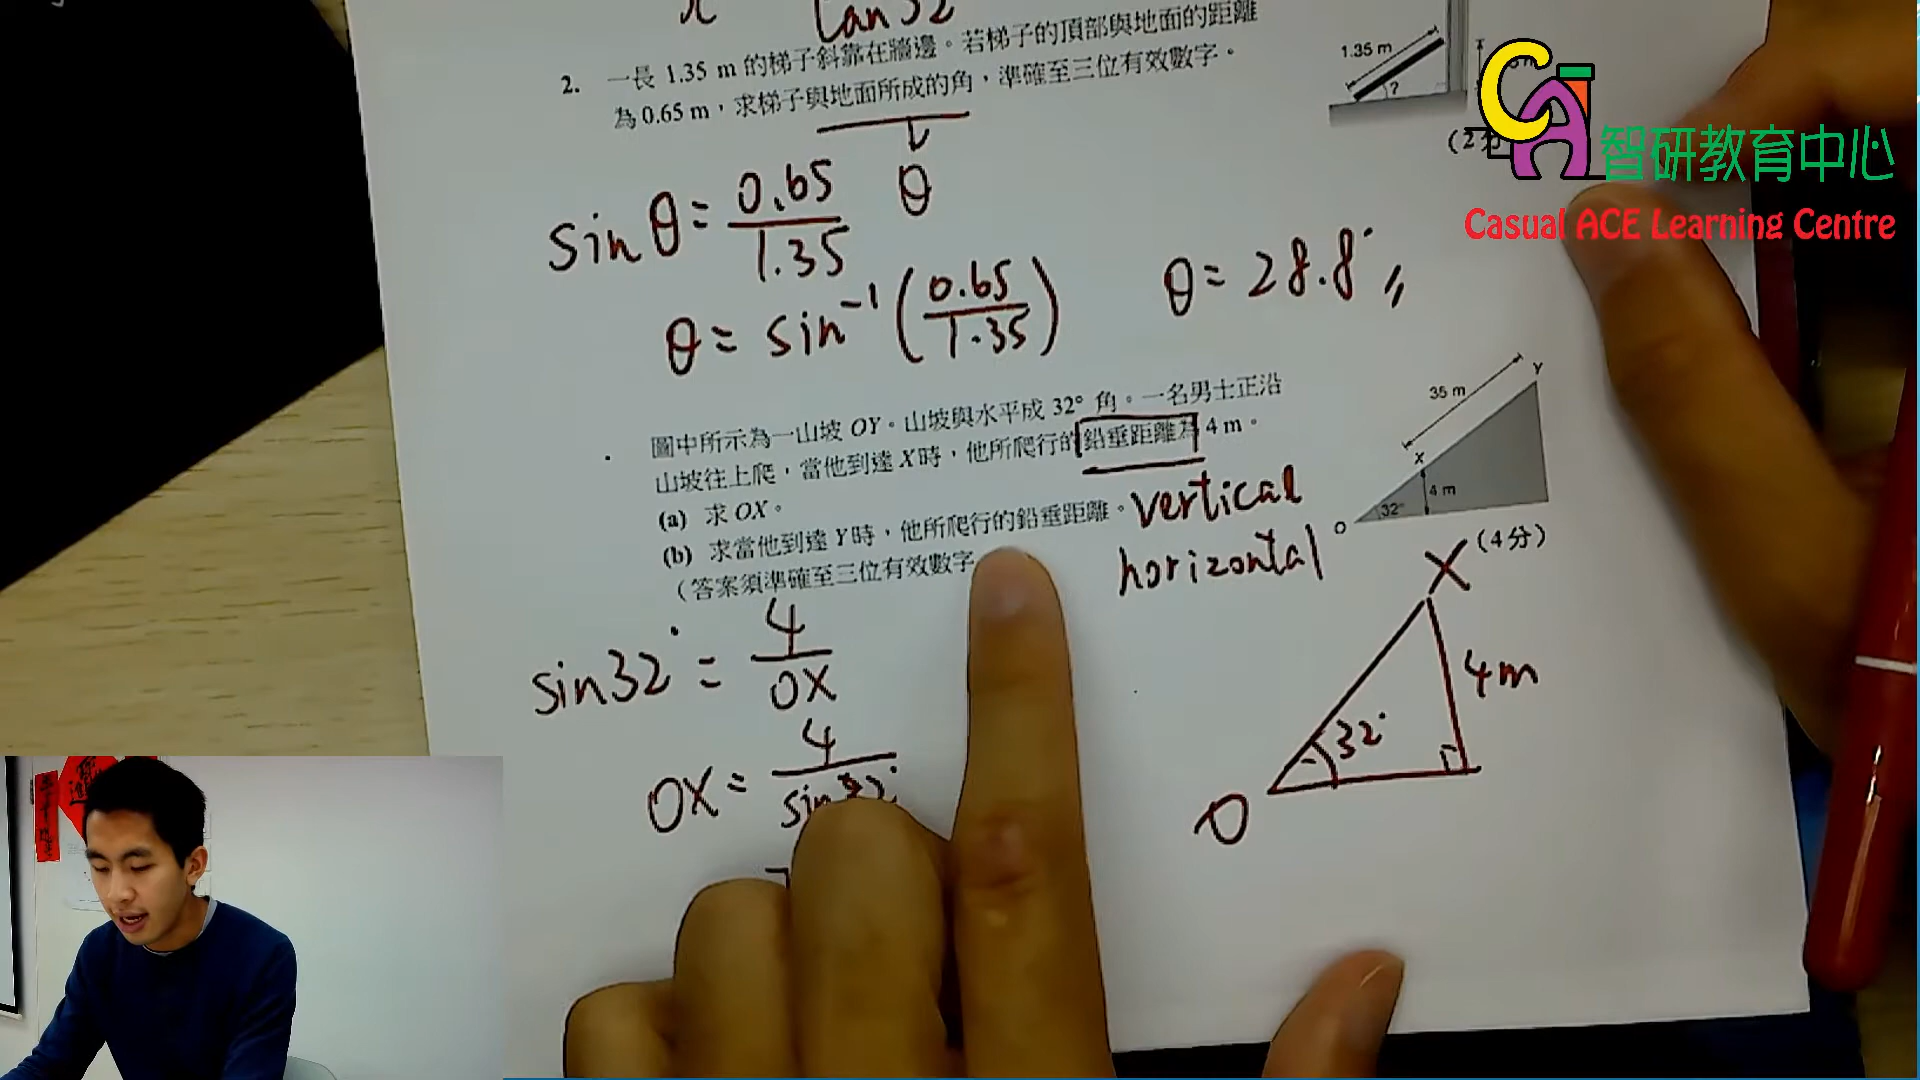 x tan32
2. 一長 1.35 m 的梯子斜靠在牆邊。若梯子的頂部與地面的距離
為 0.65 m,求梯子與地面所成的角,準確至三位有效數字。
1.35 m
?
(2分
智研教育中心
Casual ACE Learning Centre
θ
sin θ = 0.65/1.35
θ = sin⁻¹(0.65/1.35) θ = 28.8°
圖中所示為一山坡 OY。山坡與水平成 32° 角。一名男士正沿
山坡往上爬,當他到達 X 時,他所爬行的鉛垂距離為 4 m。
(a) 求 OX。
(b) 求當他到達 Y 時,他所爬行的鉛垂距離。
(答案須準確至三位有效數字
vertical
horizontal
35 m
Y
X
4 m
32°
O
(4分)
sin32° = 4/OX
OX = 4/sin32°
X
4m
32°
O